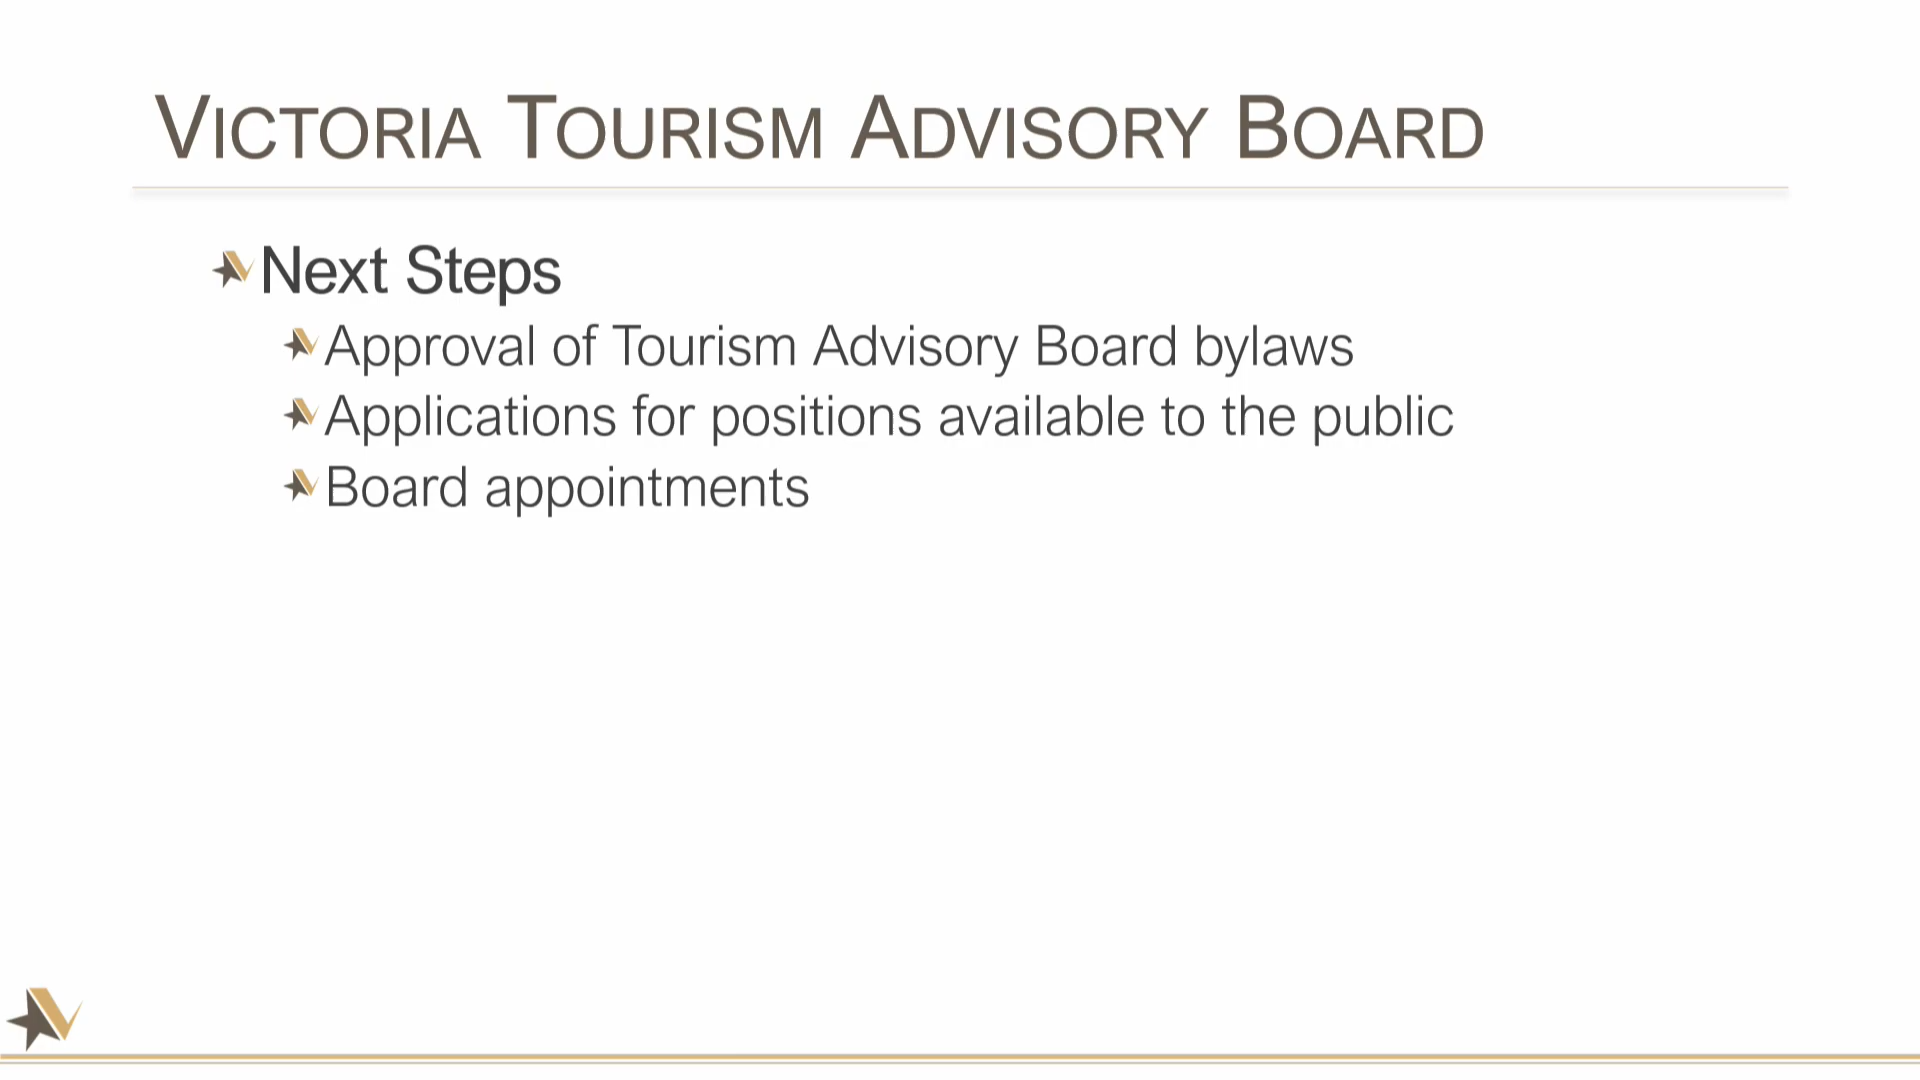 VICTORIA TOURISM ADVISORY BOARD
Next Steps
Approval of Tourism Advisory Board bylaws
Applications for positions available to the public
Board appointments